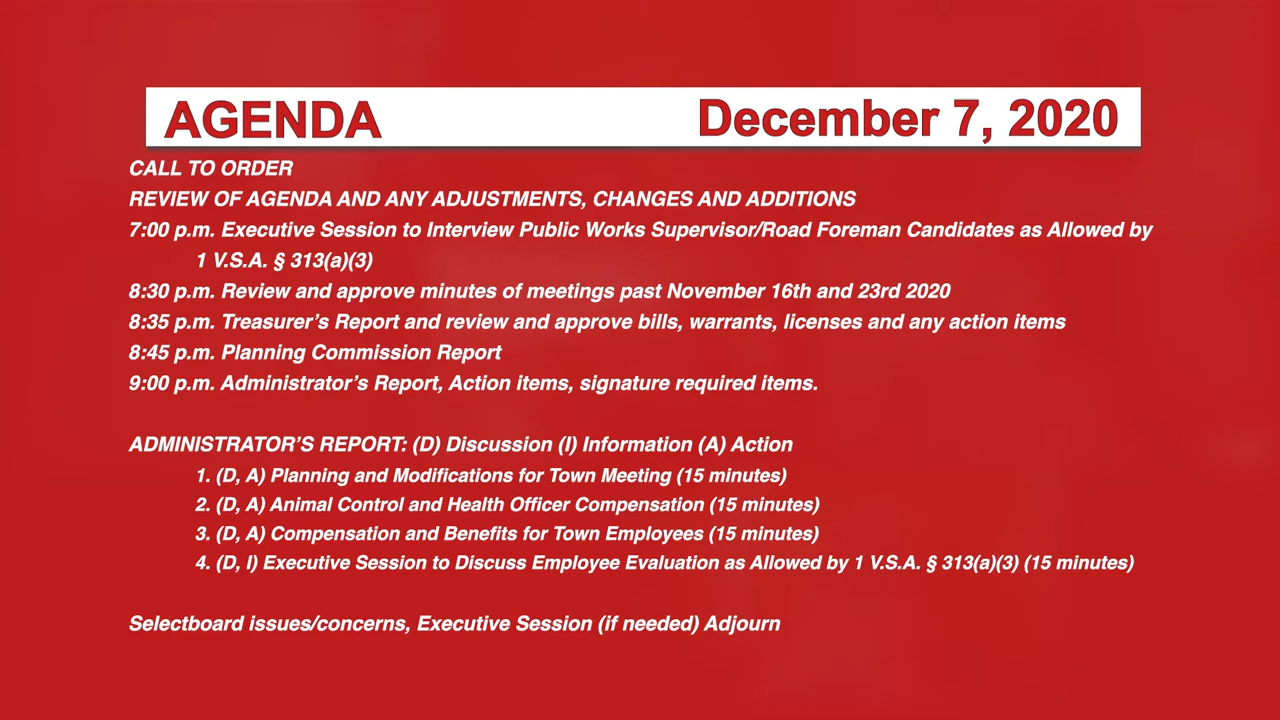 AGENDA December 7, 2020
CALL TO ORDER
REVIEW OF AGENDA AND ANY ADJUSTMENTS, CHANGES AND ADDITIONS
7:00 p.m. Executive Session to Interview Public Works Supervisor/Road Foreman Candidates as Allowed by
1 V.S.A. § 313(a)(3)
8:30 p.m. Review and approve minutes of meetings past November 16th and 23rd 2020
8:35 p.m. Treasurer’s Report and review and approve bills, warrants, licenses and any action items
8:45 p.m. Planning Commission Report
9:00 p.m. Administrator’s Report, Action items, signature required items.
ADMINISTRATOR’S REPORT: (D) Discussion (I) Information (A) Action
1. (D, A) Planning and Modifications for Town Meeting (15 minutes)
2. (D, A) Animal Control and Health Officer Compensation (15 minutes)
3. (D, A) Compensation and Benefits for Town Employees (15 minutes)
4. (D, I) Executive Session to Discuss Employee Evaluation as Allowed by 1 V.S.A. § 313(a)(3) (15 minutes)
Selectboard issues/concerns, Executive Session (if needed) Adjourn